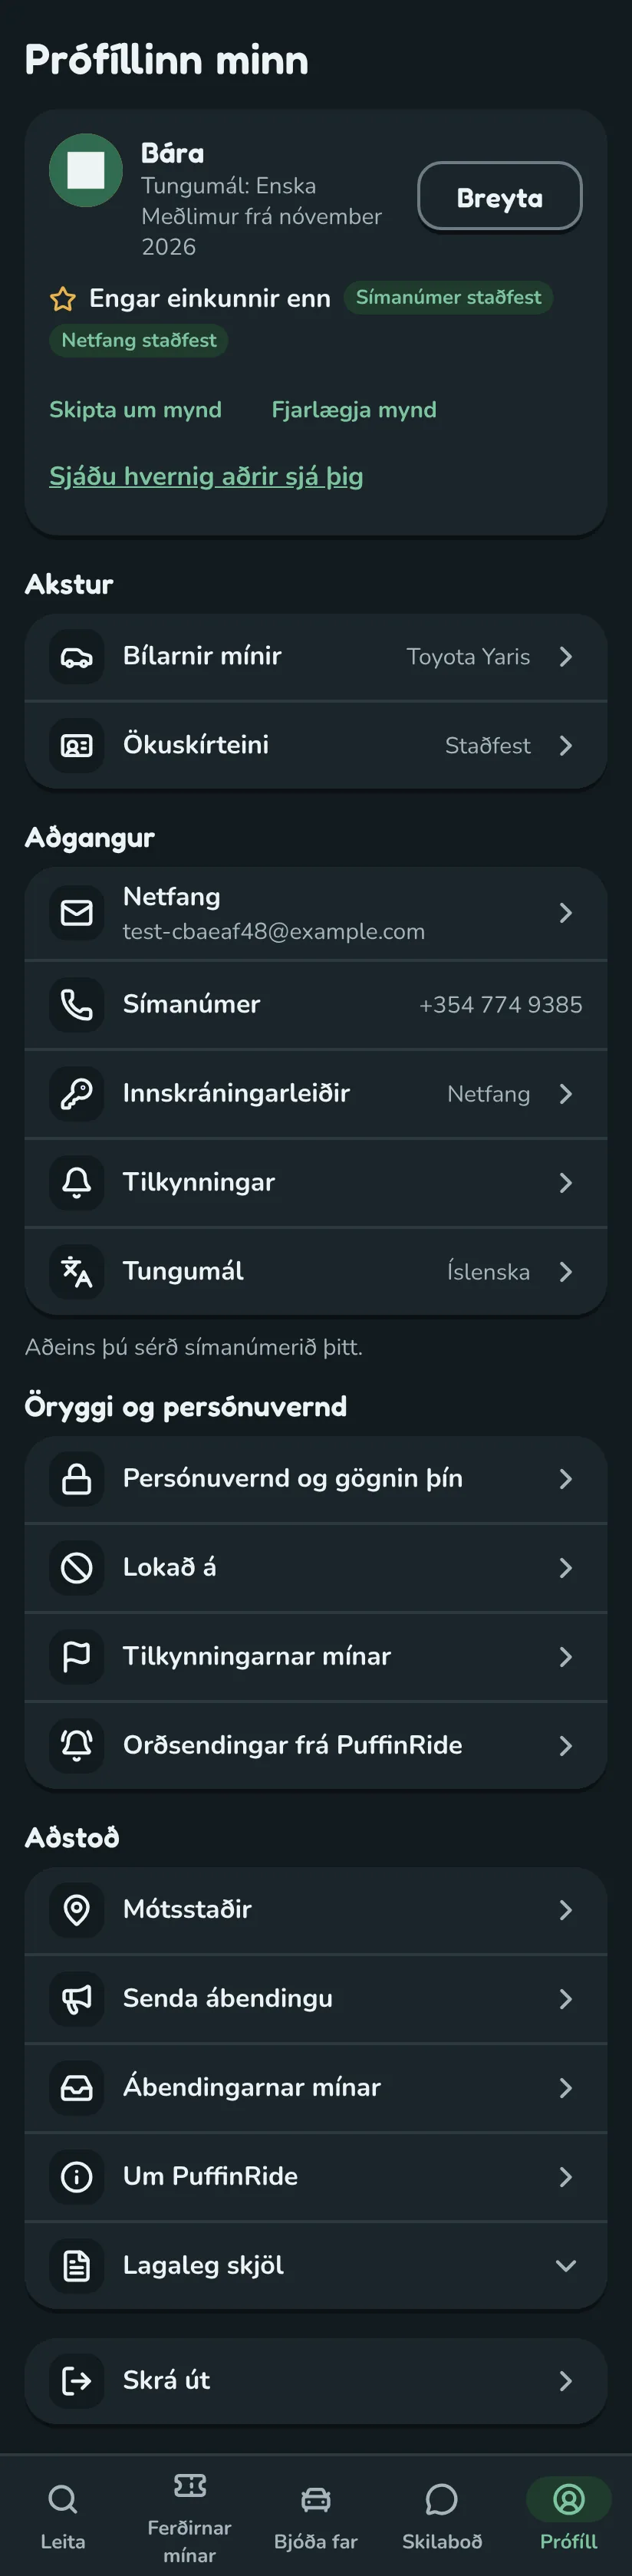 Prófíllinn minn
Bára
Tungumál: Enska
Meðlimur frá nóvember
2026
Breyta
Engar einkunnir enn
Símanúmer staðfest
Netfang staðfest
Skipta um mynd
Fjarlægja mynd
Sjáðu hvernig aðrir sjá þig
Akstur
Bílarnir mínir
Toyota Yaris
Ökuskírteini
Staðfest
Aðgangur
Netfang
test-cbaeaf48@example.com
Símanúmer
+354 774 9385
Innskráningarleiðir
Netfang
Tilkynningar
Tungumál
Íslenska
Aðeins þú sérð símanúmerið þitt.
Öryggi og persónuvernd
Persónuvernd og gögnin þín
Lokað á
Tilkynningarnar mínar
Orðsendingar frá PuffinRide
Aðstoð
Mótsstaðir
Senda ábendingu
Ábendingarnar mínar
Um PuffinRide
Lagaleg skjöl
Skrá út
Leita
Ferðirnar
mínar
Bjóða far
Skilaboð
Prófíll